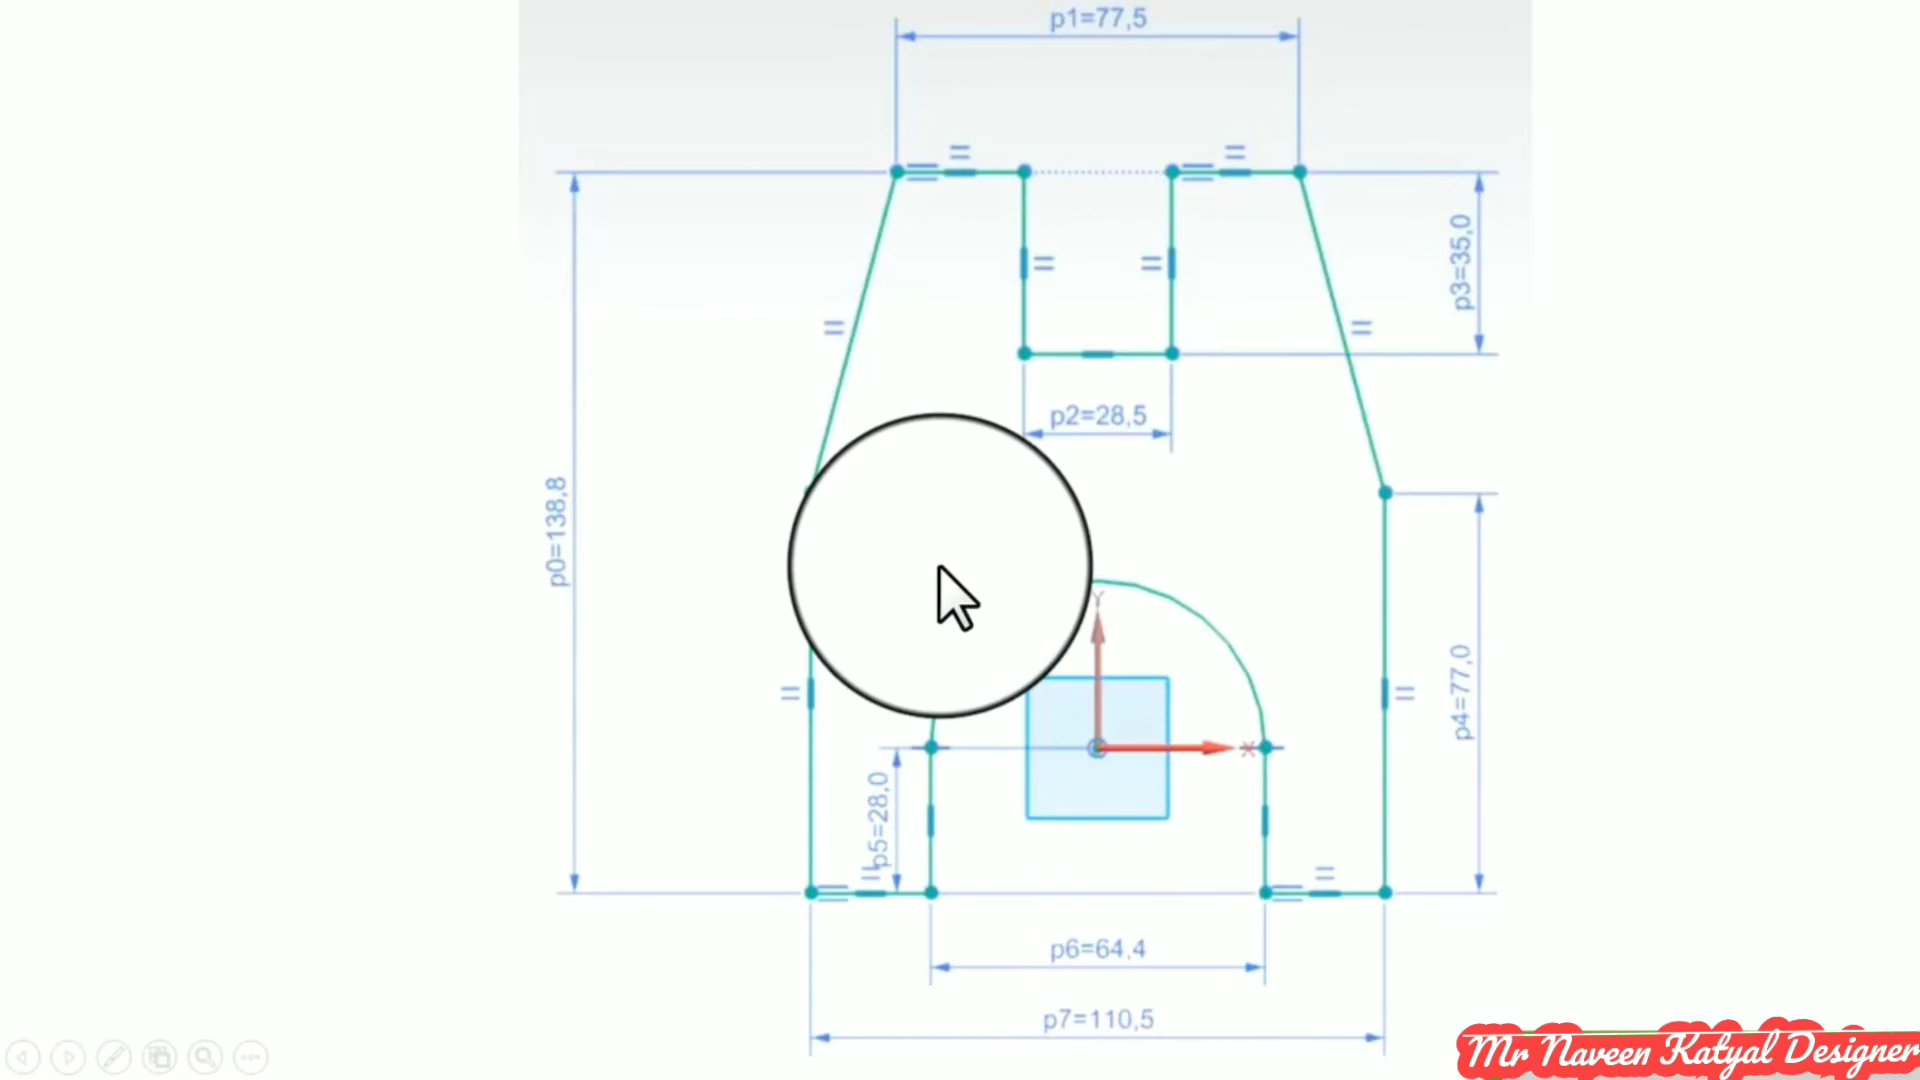 p1=77,5
p3=35,0
p2=28,5
p0=138,8
Y
p4=77,0
X
p5=28,0
p6=64,4
p7=110,5
Mr Naveen Katyal Designer